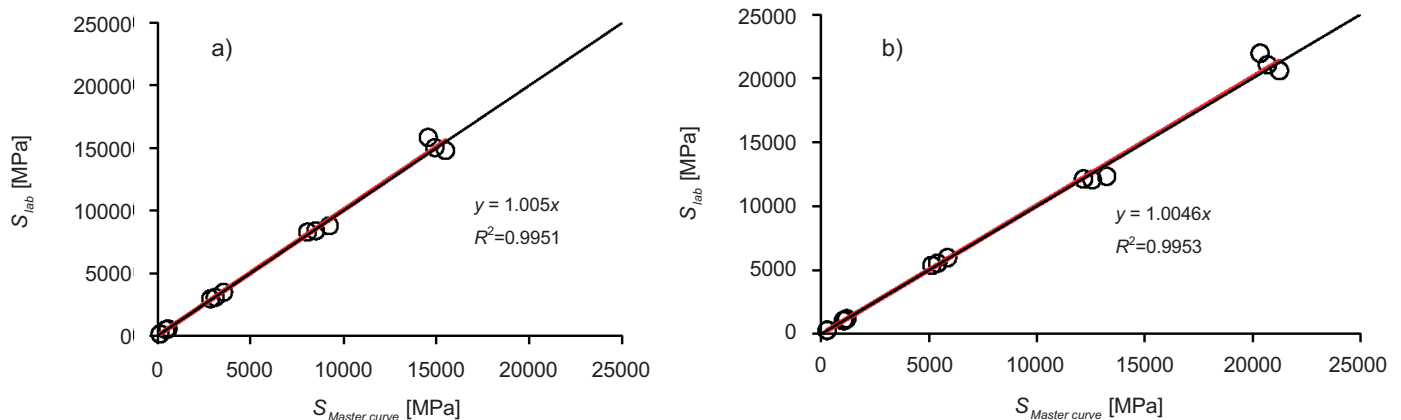 a)
25000
20000
15000
10000
5000
0
S_lab [MPa]
y = 1.005x
R²=0.9951
0 5000 10000 15000 20000 25000
S_Master curve [MPa]
b)
25000
20000
15000
10000
5000
0
S_lab [MPa]
y = 1.0046x
R²=0.9953
0 5000 10000 15000 20000 25000
S_Master curve [MPa]